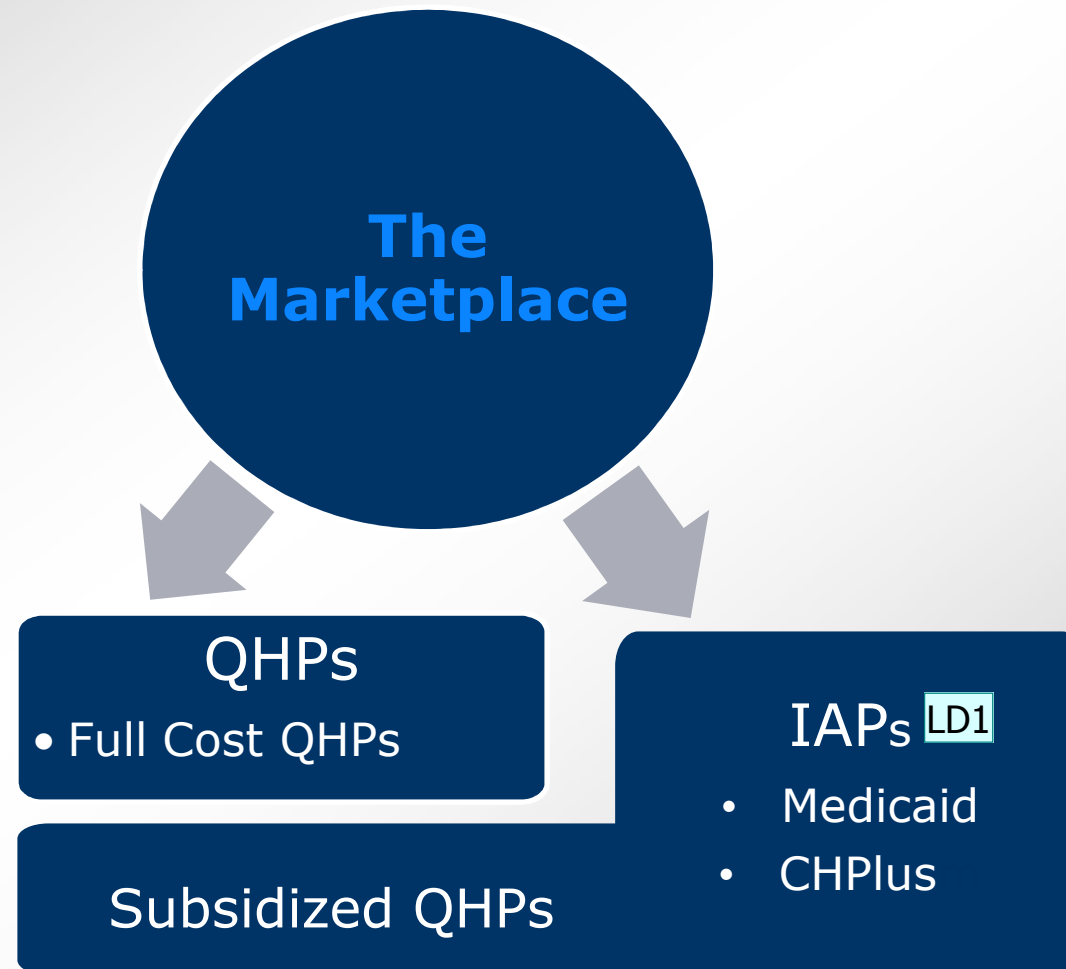 The
Marketplace
QHPs
• Full Cost QHPs
IAPs LD1
• Medicaid
• CHPlus
Subsidized QHPs